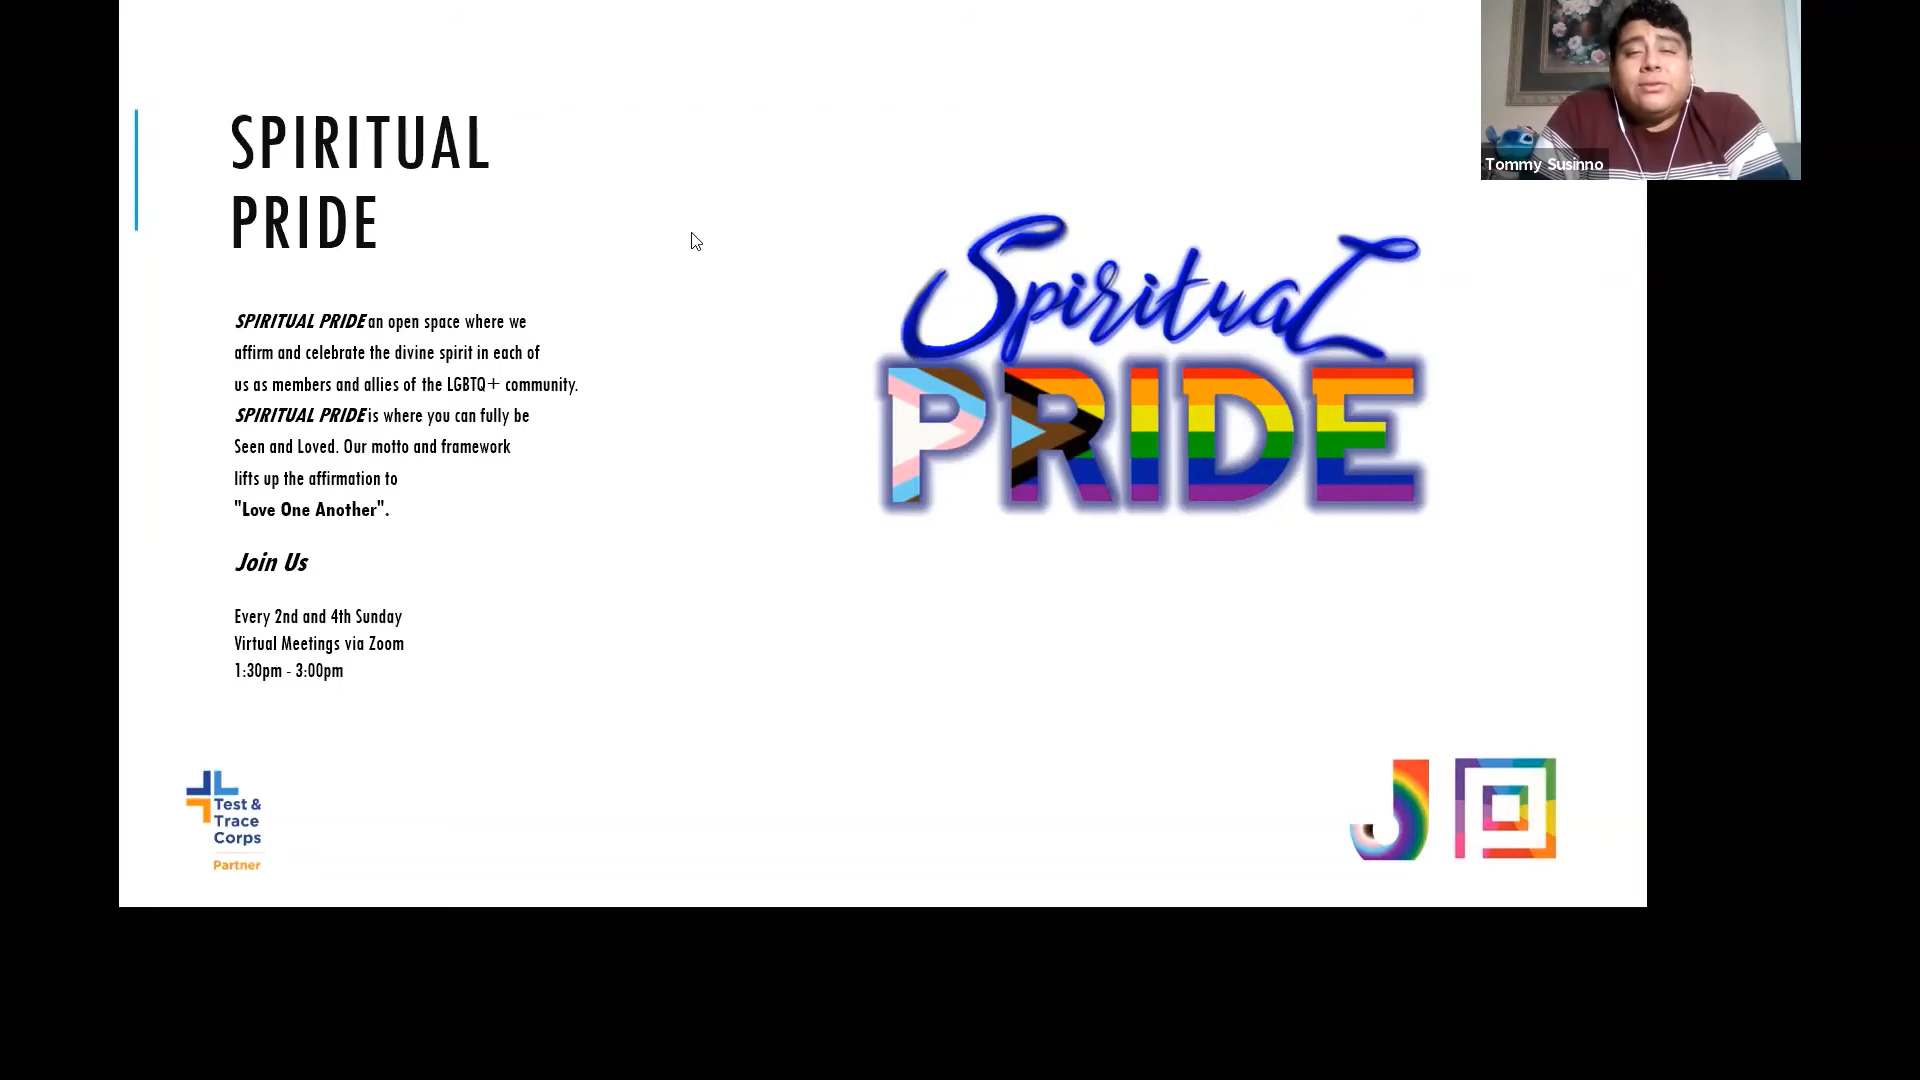 SPIRITUAL
PRIDE
SPIRITUAL PRIDE an open space where we
affirm and celebrate the divine spirit in each of
us as members and allies of the LGBTQ+ community.
SPIRITUAL PRIDE is where you can fully be
Seen and Loved. Our motto and framework
lifts up the affirmation to
"Love One Another".
Join Us
Every 2nd and 4th Sunday
Virtual Meetings via Zoom
1:30pm - 3:00pm
Spiritual
PRIDE
Tommy Susinno
Test &
Trace
Corps
Partner
J